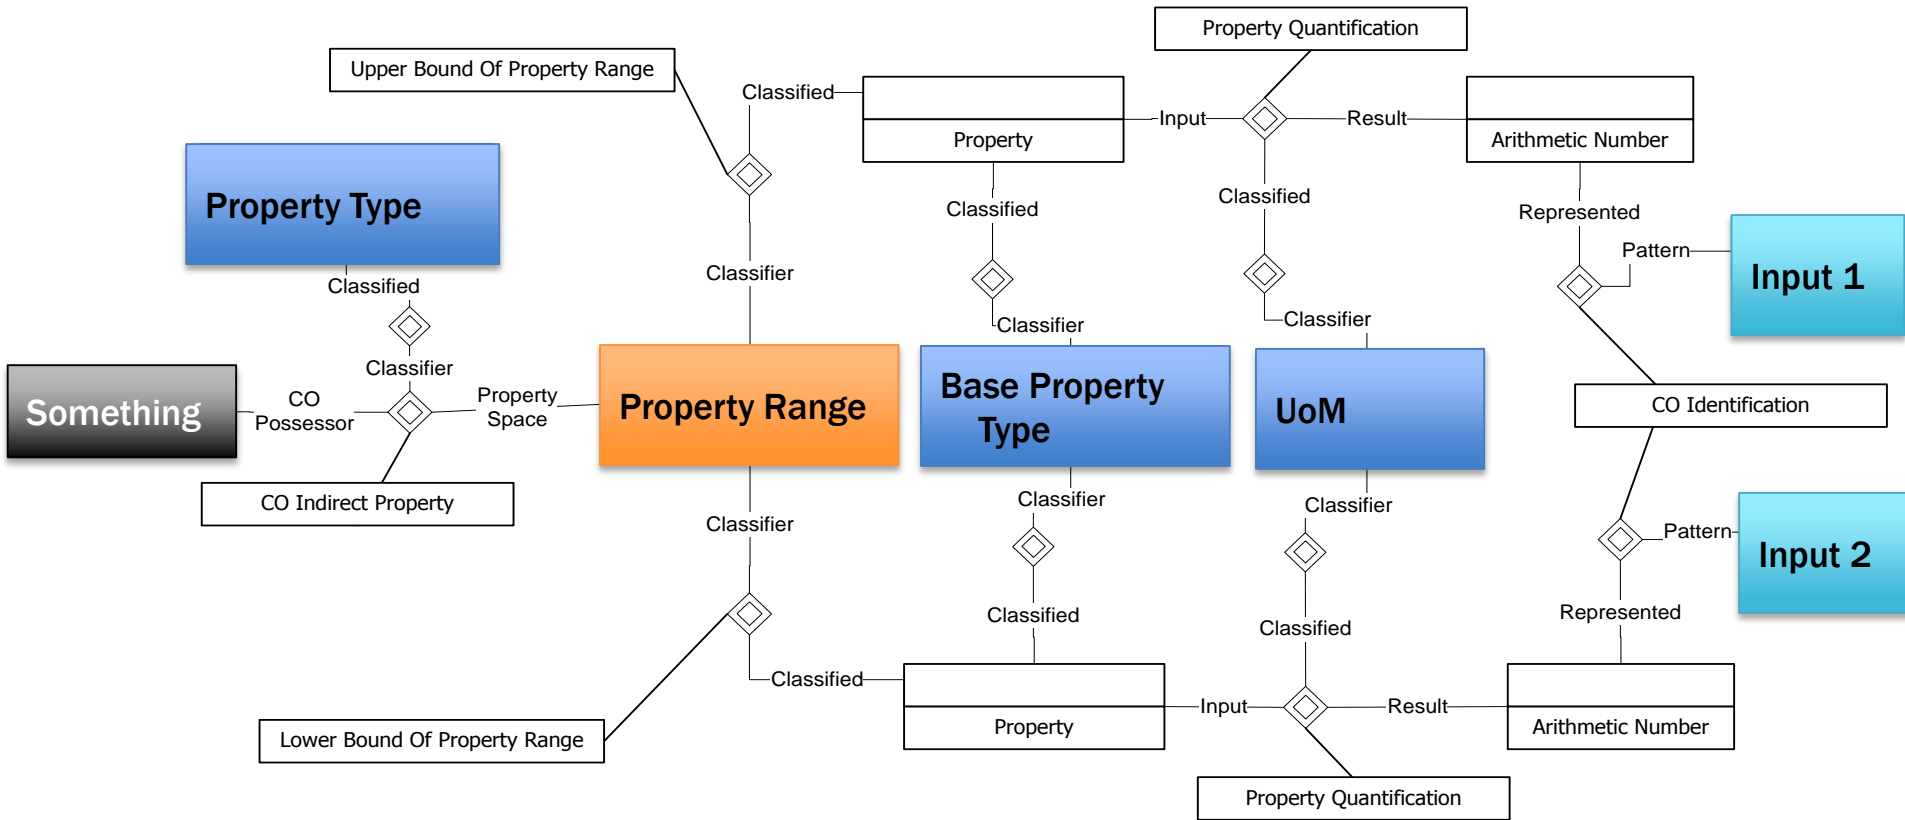 Property Quantification
Upper Bound Of Property Range
Classified
Input
Result
Property
Arithmetic Number
Property Type
Classified
Classified
Represented
Pattern
Input 1
Classified
Classifier
Classifier
Classifier
Classifier
Something
CO
Possessor
Property
Space
Property Range
Base Property
Type
UoM
CO Identification
CO Indirect Property
Classifier
Classifier
Classifier
Pattern
Input 2
Classified
Classified
Represented
Classified
Input
Result
Property
Arithmetic Number
Lower Bound Of Property Range
Property Quantification